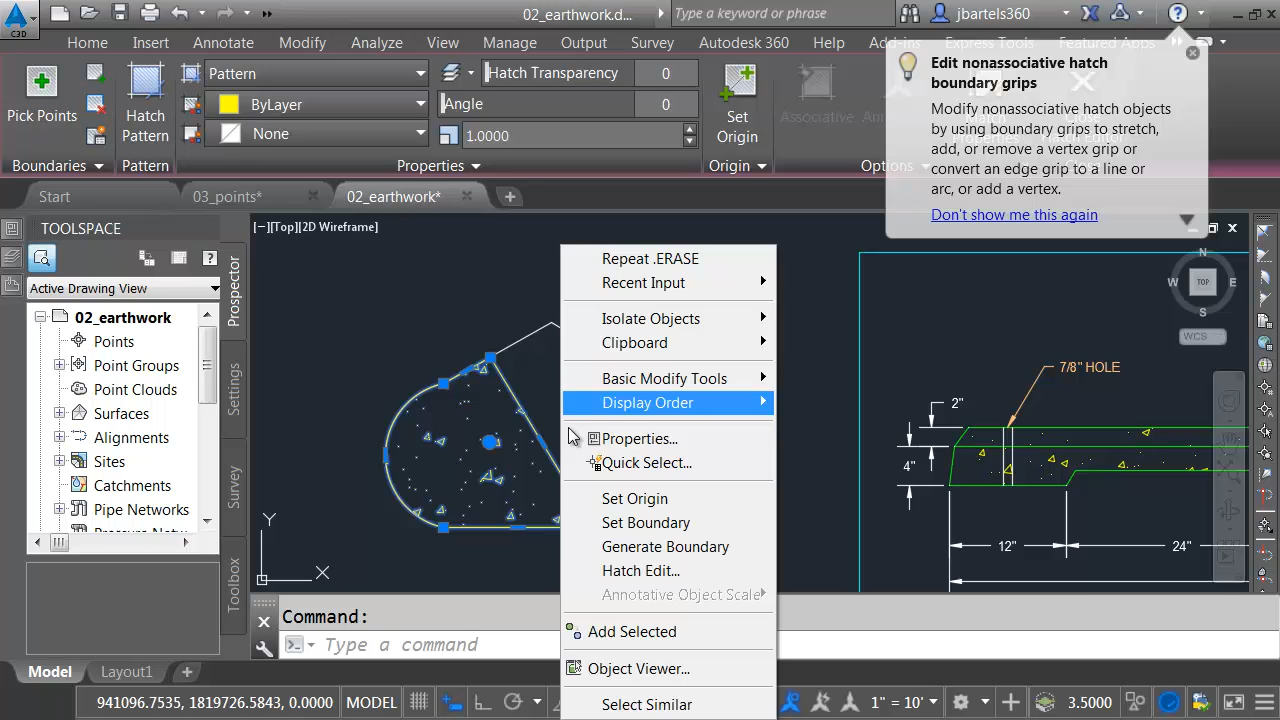 02_earthwork.d...
Type a keyword or phrase
jbartels360
C3D
Home
Insert
Annotate
Modify
Analyze
View
Manage
Output
Survey
Autodesk 360
Help
Add-ins
Express Tools
Featured Apps
Pick Points
Hatch
Pattern
Pattern
ByLayer
None
Hatch Transparency
0
Angle
0
1.0000
Set
Origin
Associative
Match
Properties
Close
Boundaries
Pattern
Properties
Origin
Options
Edit nonassociative hatch
boundary grips
Modify nonassociative hatch objects
by using boundary grips to stretch,
add, or remove a vertex grip or
convert an edge grip to a line or
arc, or add a vertex.
Don't show me this again
Start
03_points*
02_earthwork*
TOOLSPACE
Active Drawing View
02_earthwork
Points
Point Groups
Point Clouds
Surfaces
Alignments
Sites
Catchments
Pipe Networks
Prospector
Settings
Survey
Toolbox
[−][Top][2D Wireframe]
Y
X
Repeat .ERASE
Recent Input
Isolate Objects
Clipboard
Basic Modify Tools
Display Order
Properties...
Quick Select...
Set Origin
Set Boundary
Generate Boundary
Hatch Edit...
Annotative Object Scale
Add Selected
Object Viewer...
Select Similar
N
W
TOP
E
S
WCS
7/8" HOLE
2"
4"
12"
24"
Command:
Type a command
Model
Layout1
941096.7535, 1819726.5843, 0.0000
MODEL
1" = 10'
3.5000